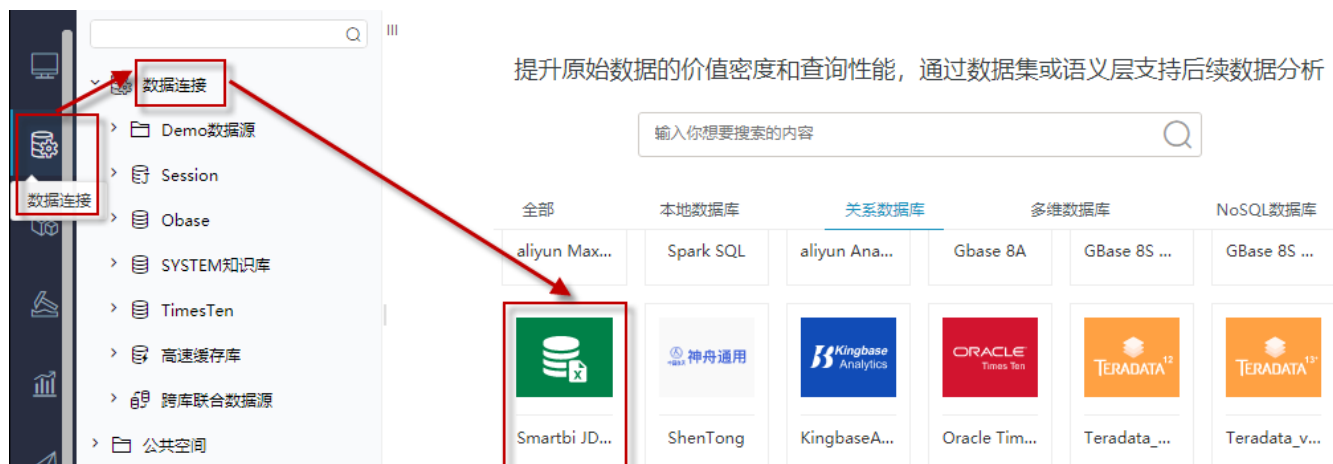 提升原始数据的价值密度和查询性能，通过数据集或语义层支持后续数据分析
数据连接
Demo数据源
输入你想要搜索的内容
Session
数据连接
Obase
全部
本地数据库
关系数据库
多维数据库
NoSQL数据库
aliyun Max...
Spark SQL
aliyun Ana...
Gbase 8A
GBase 8S ...
GBase 8S ...
SYSTEM知识库
TimesTen
高速缓存库
跨库联合数据源
公共空间
神舟通用
Kingbase
Analytics
ORACLE
Times Ten
TERADATA 12
TERADATA 13+
Smartbi JD...
ShenTong
KingbaseA...
Oracle Tim...
Teradata_...
Teradata_v...